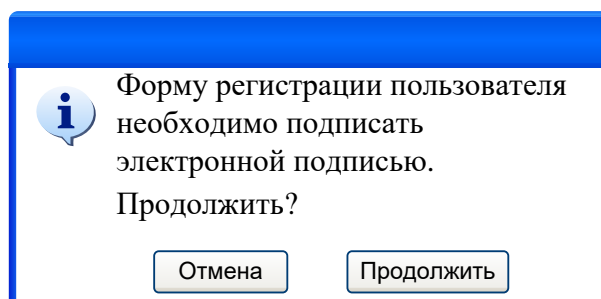 Форму регистрации пользователя
необходимо подписать
электронной подписью.
Продолжить?
Отмена Продолжить